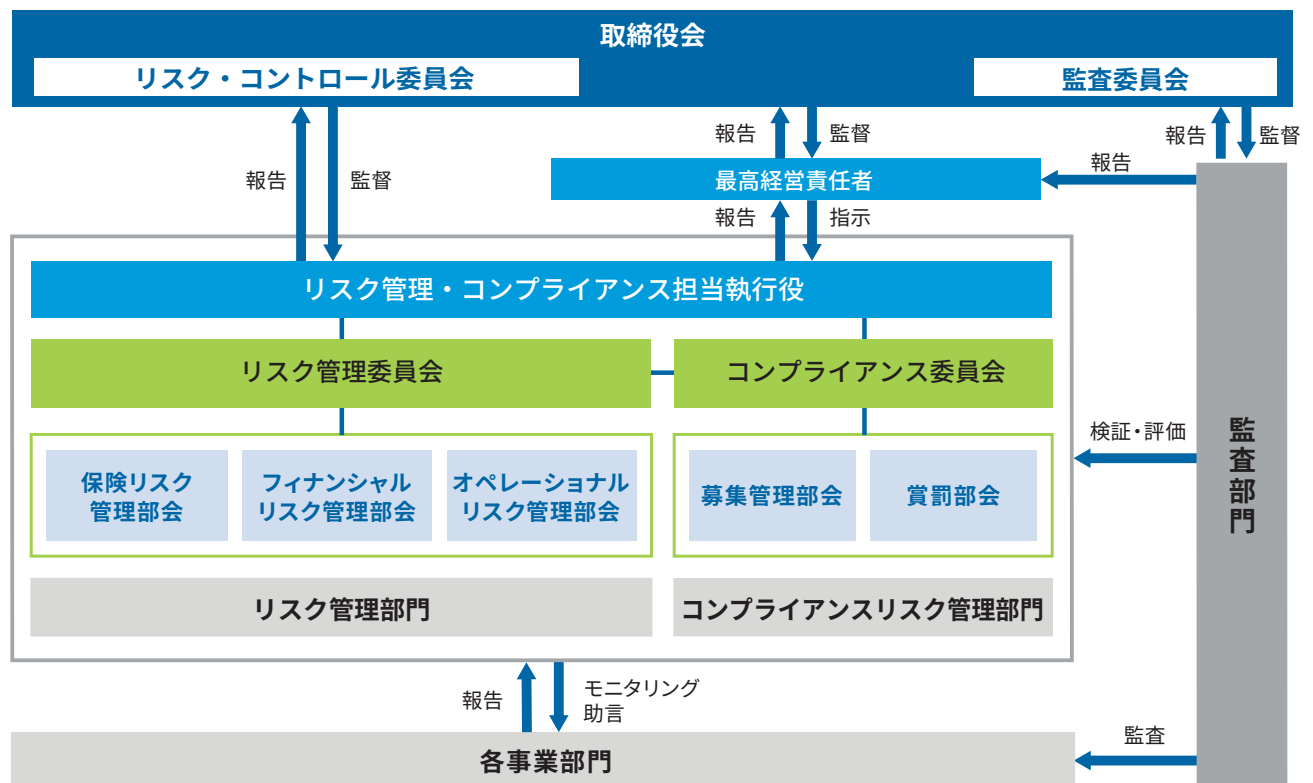 取締役会
リスク・コントロール委員会
監査委員会
報告
監督
報告
監督
報告
監督
報告
最高経営責任者
報告
指示
リスク管理・コンプライアンス担当執行役
リスク管理委員会
コンプライアンス委員会
保険リスク
管理部会
フィナンシャル
リスク管理部会
オペレーショナル
リスク管理部会
募集管理部会
賞罰部会
検証・評価
監査部門
リスク管理部門
コンプライアンスリスク管理部門
報告
モニタリング
助言
監査
各事業部門